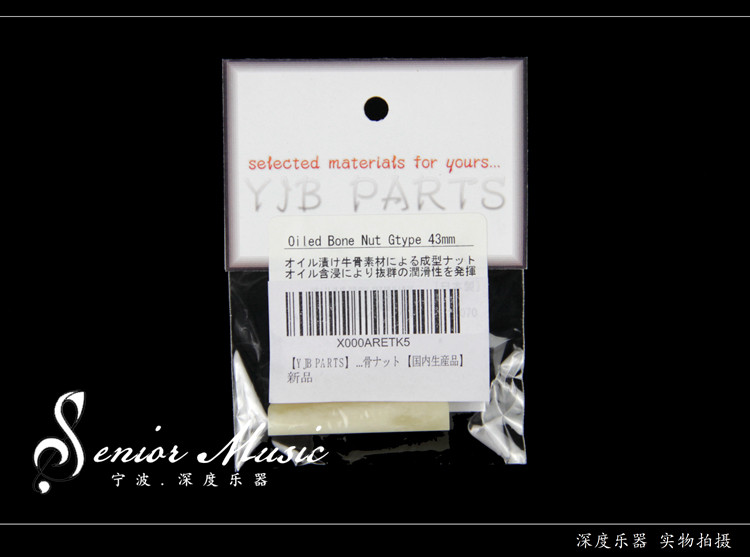 selected materials for yours...
YJB PARTS
Oiled Bone Nut Gtype 43mm
オイル漬け牛骨素材による成型ナット
オイル含浸により抜群の潤滑性を発揮
X000ARETK5
【YJB PARTS】 ...骨ナット【国内生産品】
新品
Senior Music
宁波.深度乐器
深度乐器 实物拍摄